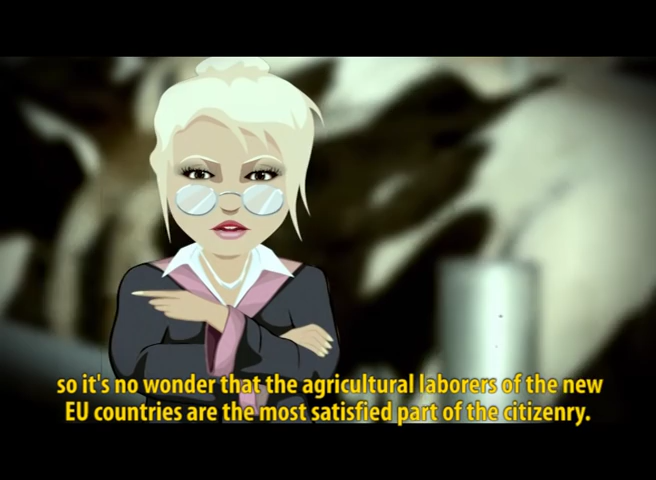 so it's no wonder that the agricultural laborers of the new
EU countries are the most satisfied part of the citizenry.